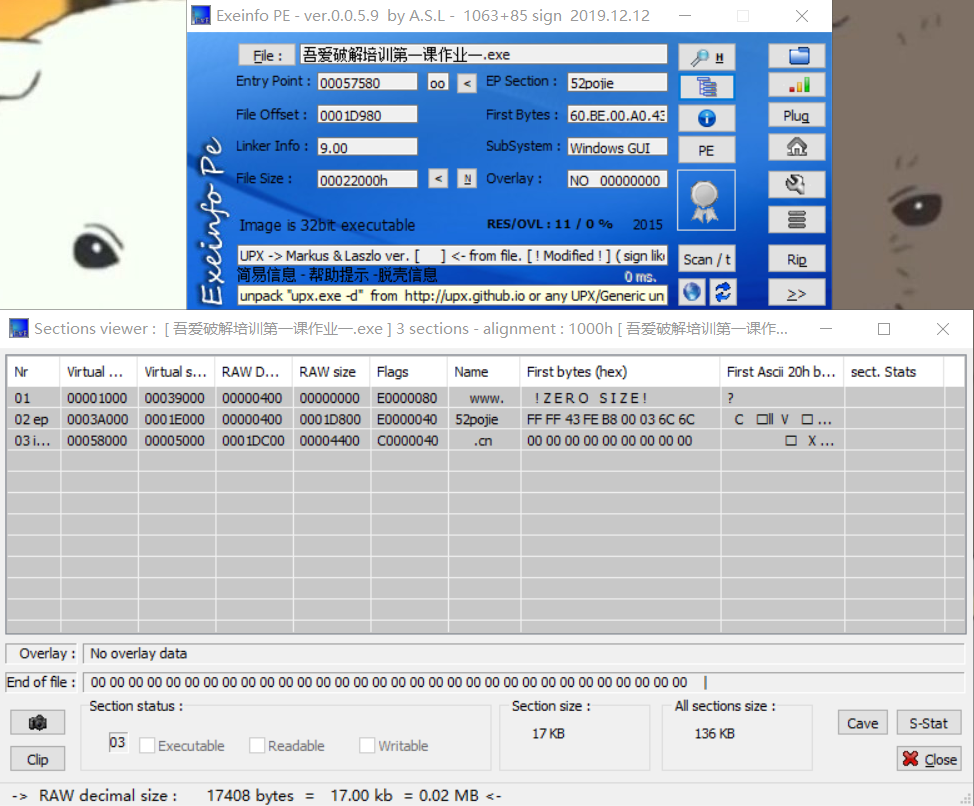 Exeinfo PE - ver.0.0.5.9 by A.S.L - 1063+85 sign 2019.12.12
File : 吾爱破解培训第一课作业一.exe H
Entry Point : 00057580 oo < EP Section : 52pojie
File Offset : 0001D980 First Bytes : 60.BE.00.A0.43 Plug
Linker Info : 9.00 SubSystem : Windows GUI PE
File Size : 00022000h < N Overlay : NO 00000000
Image is 32bit executable RES/OVL : 11 / 0 % 2015
Exeinfo Pe
UPX -> Markus & Laszlo ver. [ ] <- from file. [ ! Modified ! ] ( sign like Scan / t Rip
简易信息 - 帮助提示 -脱壳信息 0 ms.
unpack "upx.exe -d" from http://upx.github.io or any UPX/Generic un >>
Sections viewer : [ 吾爱破解培训第一课作业一.exe ] 3 sections - alignment : 1000h [ 吾爱破解培训第一课作...
Nr Virtual ... Virtual s... RAW D... RAW size Flags Name First bytes (hex) First Ascii 20h b... sect. Stats
01 00001000 00039000 00000400 00000000 E0000080 www. ! Z E R O S I Z E ! ?
02 ep 0003A000 0001E000 00000400 0001D800 E0000040 52pojie FF FF 43 FE B8 00 03 6C 6C C □ll V □ ...
03 i... 00058000 00005000 0001DC00 00004400 C0000040 .cn 00 00 00 00 00 00 00 00 00 □ X ...
Overlay : No overlay data
End of file : 00 00 00 00 00 00 00 00 00 00 00 00 00 00 00 00 00 00 00 00 00 00 00 00 00 00 00 00 00 00 00 00 |
Section status : Section size : All sections size :
03 Executable Readable Writable 17 KB 136 KB Cave S-Stat
Clip Close
-> RAW decimal size : 17408 bytes = 17.00 kb = 0.02 MB <-